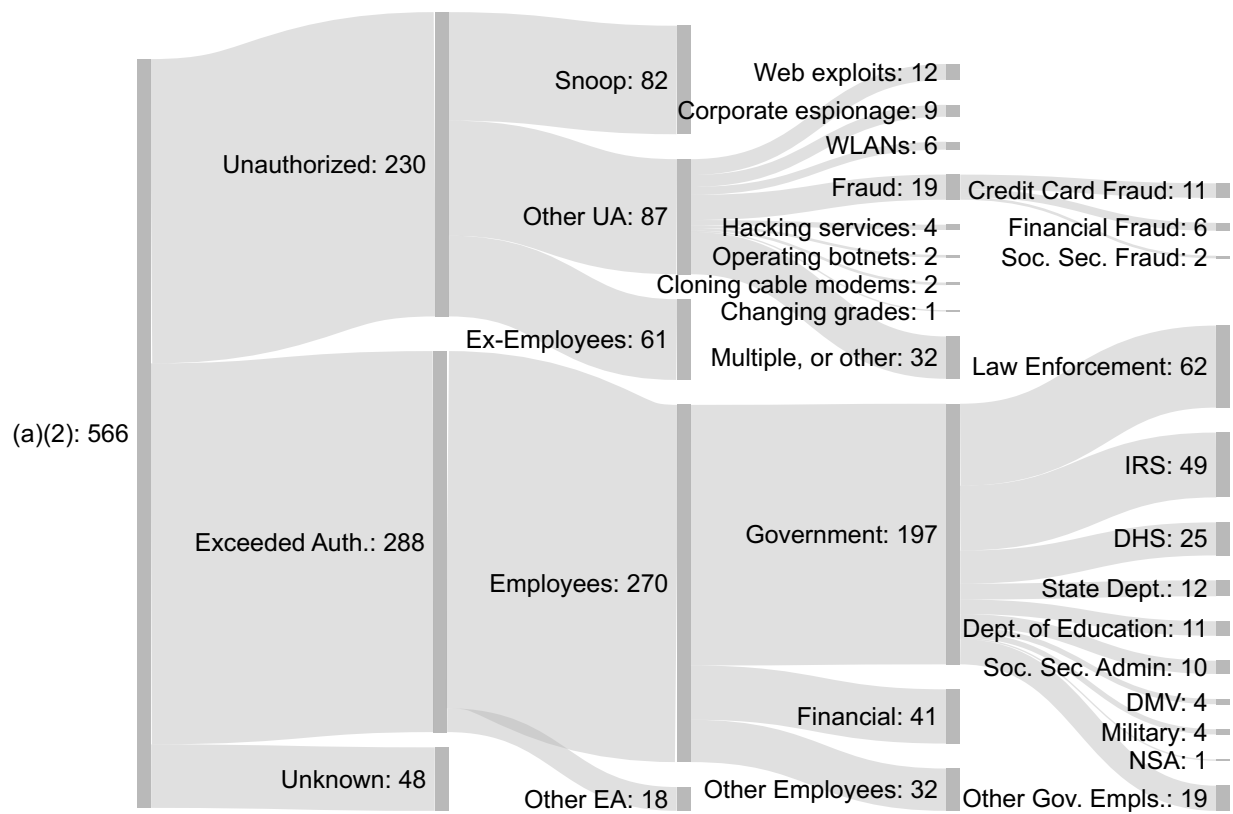 (a)(2): 566
Unauthorized: 230
Exceeded Auth.: 288
Unknown: 48
Snoop: 82
Other UA: 87
Ex-Employees: 61
Employees: 270
Other EA: 18
Web exploits: 12
Corporate espionage: 9
WLANs: 6
Fraud: 19
Hacking services: 4
Operating botnets: 2
Cloning cable modems: 2
Changing grades: 1
Multiple, or other: 32
Government: 197
Financial: 41
Other Employees: 32
Credit Card Fraud: 11
Financial Fraud: 6
Soc. Sec. Fraud: 2
Law Enforcement: 62
IRS: 49
DHS: 25
State Dept.: 12
Dept. of Education: 11
Soc. Sec. Admin: 10
DMV: 4
Military: 4
NSA: 1
Other Gov. Empls.: 19